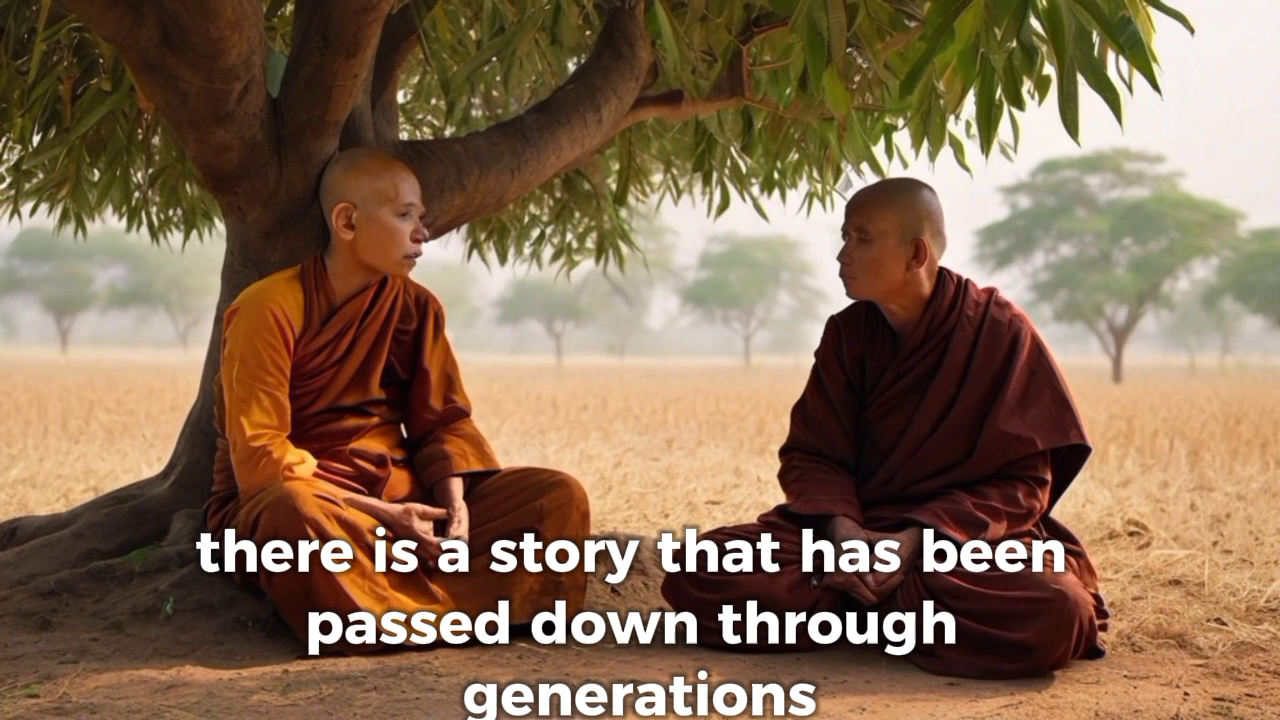 there is a story that has been
passed down through
generations